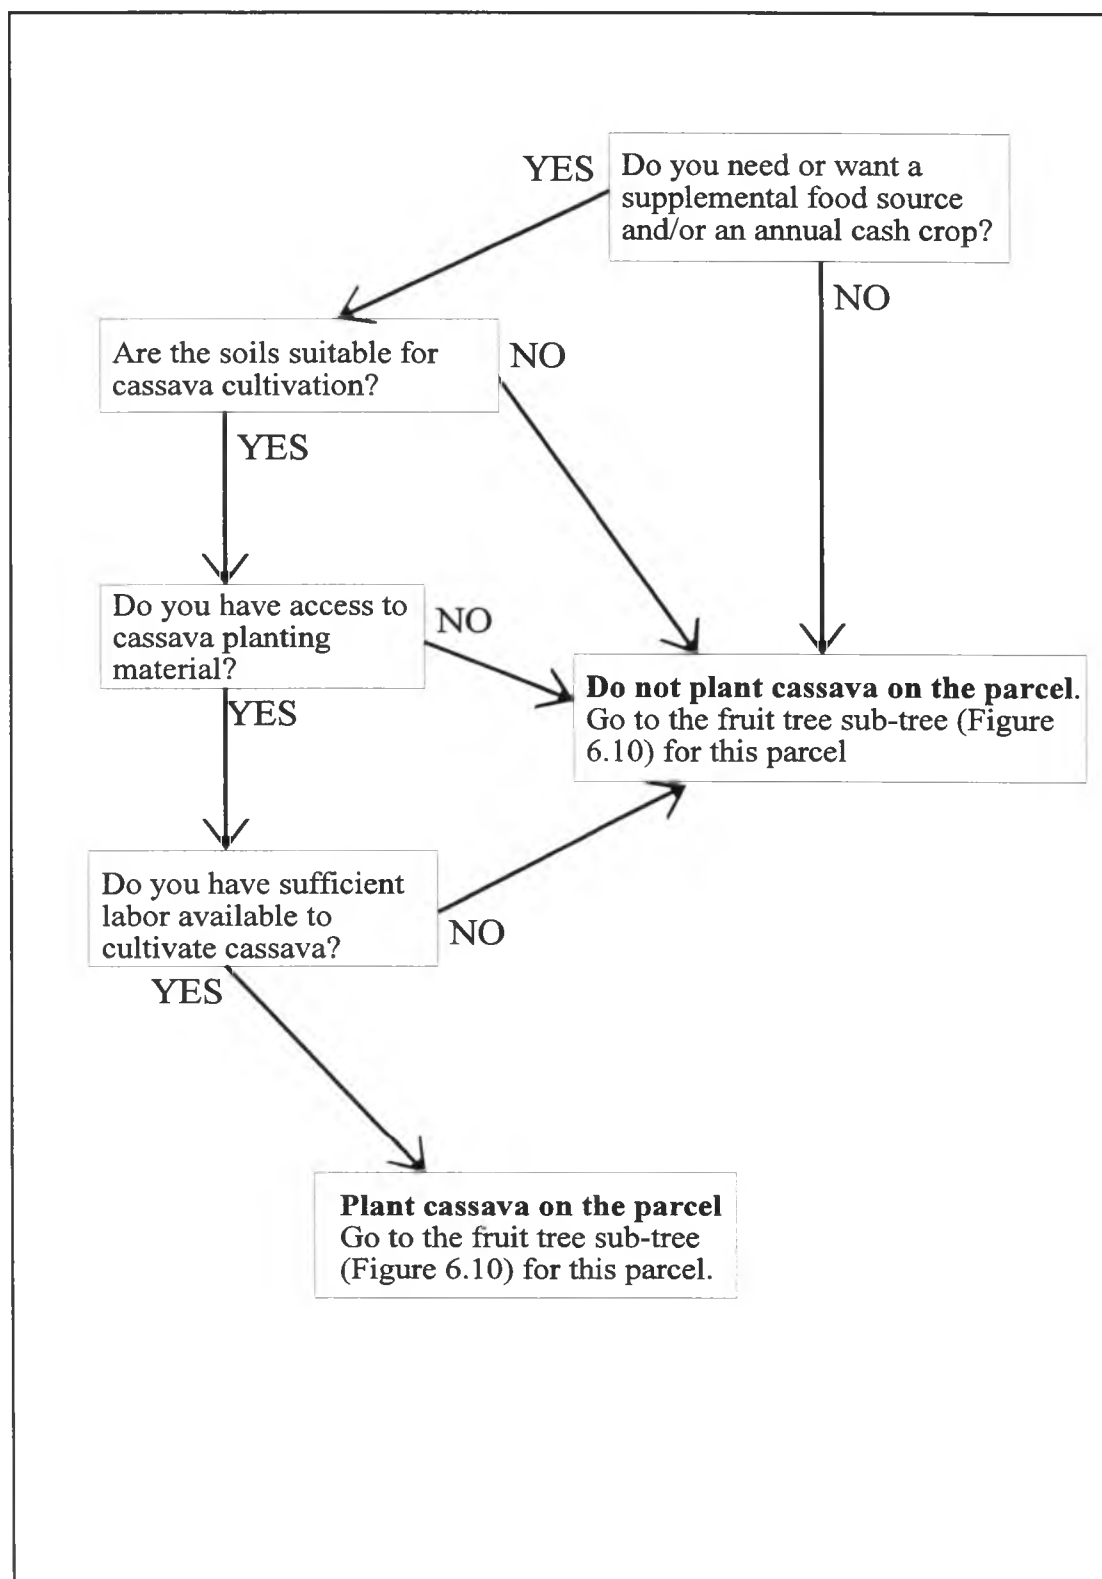 YES
Do you need or want a
supplemental food source
and/or an annual cash crop?
NO
Are the soils suitable for
cassava cultivation?
NO
YES
Do you have access to
cassava planting
material?
NO
YES
Do not plant cassava on the parcel.
Go to the fruit tree sub-tree (Figure
6.10) for this parcel
Do you have sufficient
labor available to
cultivate cassava?
NO
YES
Plant cassava on the parcel
Go to the fruit tree sub-tree
(Figure 6.10) for this parcel.